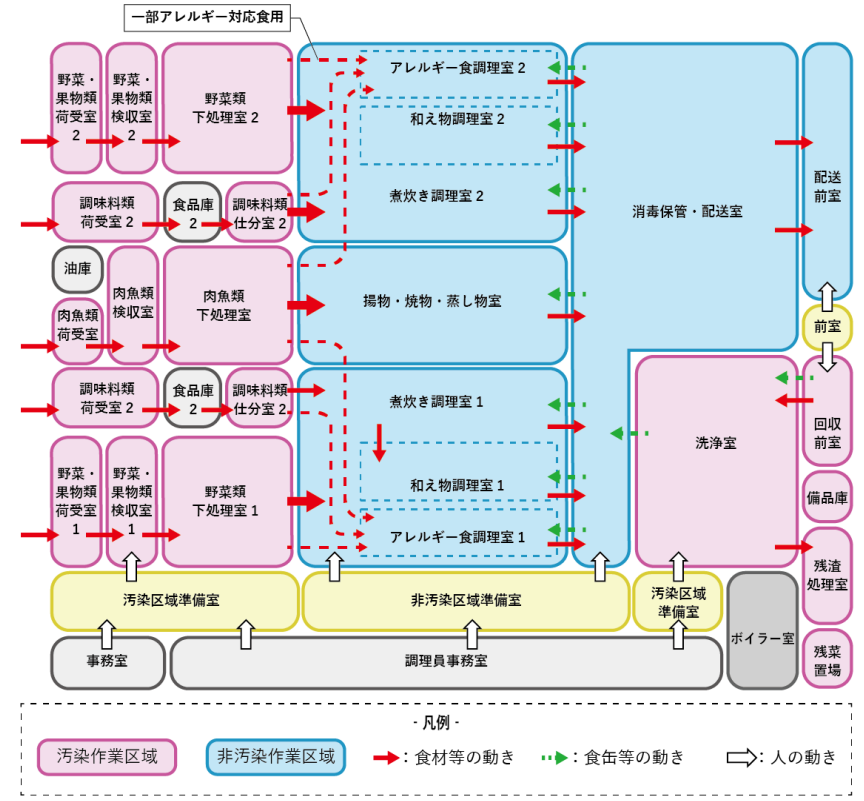 一部アレルギー対応食用
野菜・
果物類
荷受室
2
野菜・
果物類
検収室
2
野菜類
下処理室 2
アレルギー食調理室 2
和え物調理室 2
煮炊き調理室 2
消毒保管・配送室
配送
前室
調味料類
荷受室 2
食品庫
2
調味料類
仕分室 2
油庫
肉魚類
荷受室
肉魚類
検収室
肉魚類
下処理室
揚物・焼物・蒸し物室
前室
調味料類
荷受室 2
食品庫
2
調味料類
仕分室 2
煮炊き調理室 1
洗浄室
回収
前室
野菜・
果物類
荷受室
1
野菜・
果物類
検収室
1
野菜類
下処理室 1
和え物調理室 1
アレルギー食調理室 1
備品庫
残渣
処理室
汚染区域準備室
非汚染区域準備室
汚染区域
準備室
ボイラー室
残菜
置場
事務室
調理員事務室
- 凡例 -
汚染作業区域
非汚染作業区域
：食材等の動き
：食缶等の動き
：人の動き